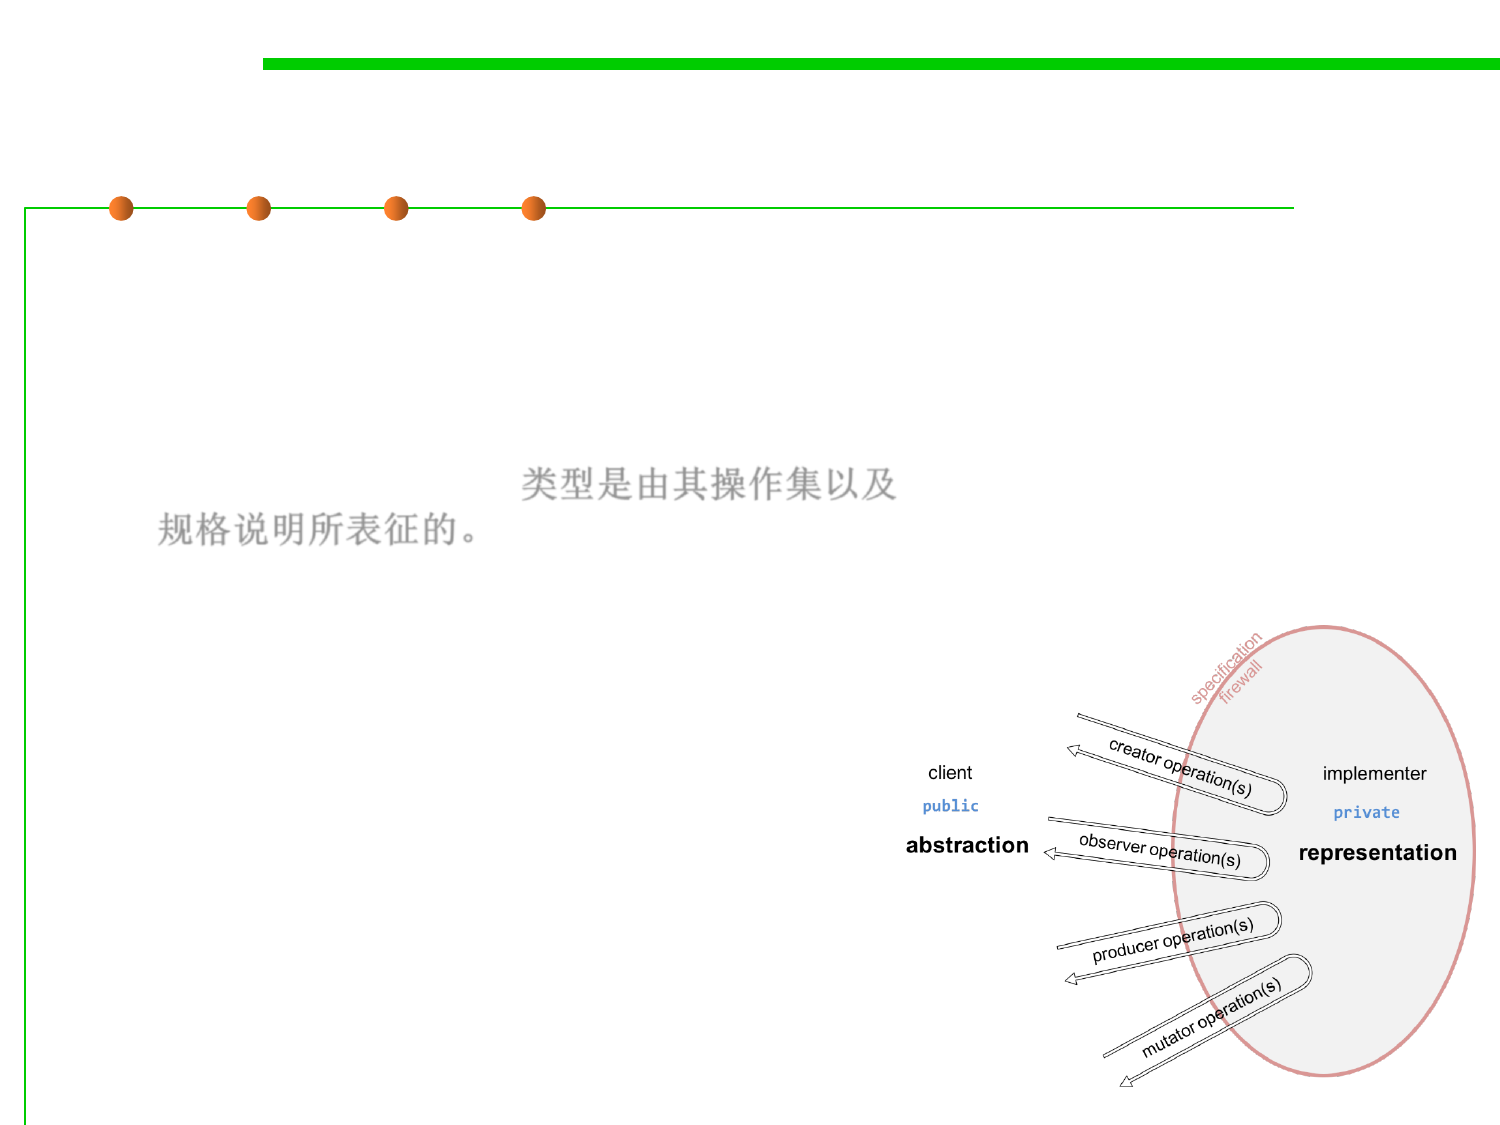 类型是由其操作集以及
规格说明所表征的。
specification
firewall
creator operation(s)
client
implementer
public
private
abstraction
observer operation(s)
representation
producer operation(s)
mutator operation(s)